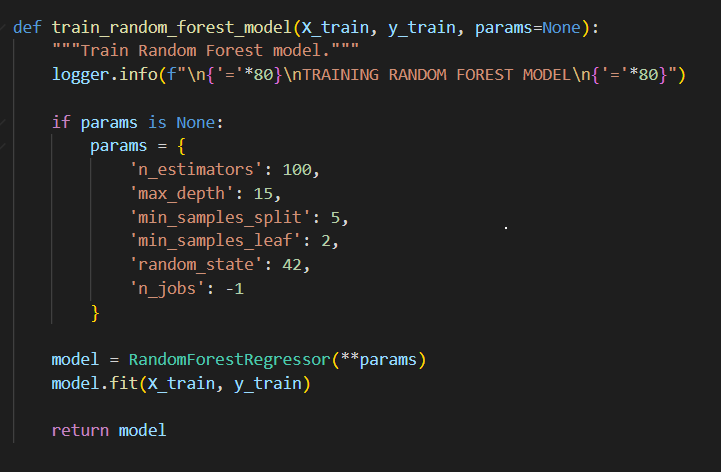 def train_random_forest_model(X_train, y_train, params=None):
    """Train Random Forest model."""
    logger.info(f"\n{'='*80}\nTRAINING RANDOM FOREST MODEL\n{'='*80}")

    if params is None:
        params = {
            'n_estimators': 100,
            'max_depth': 15,
            'min_samples_split': 5,
            'min_samples_leaf': 2,
            'random_state': 42,
            'n_jobs': -1
        }

    model = RandomForestRegressor(**params)
    model.fit(X_train, y_train)

    return model